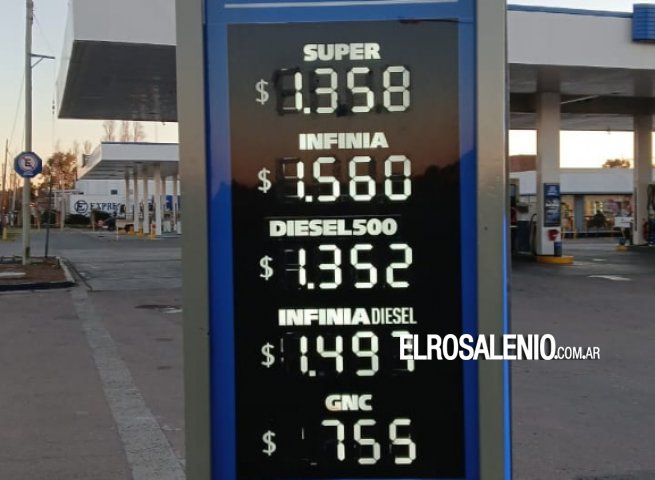 SUPER
$ 1.358
INFINIA
$ 1.560
DIESEL500
$ 1.352
INFINIA DIESEL
$ 1.497
GNC
$ 755
ELROSALENIO.COM.AR